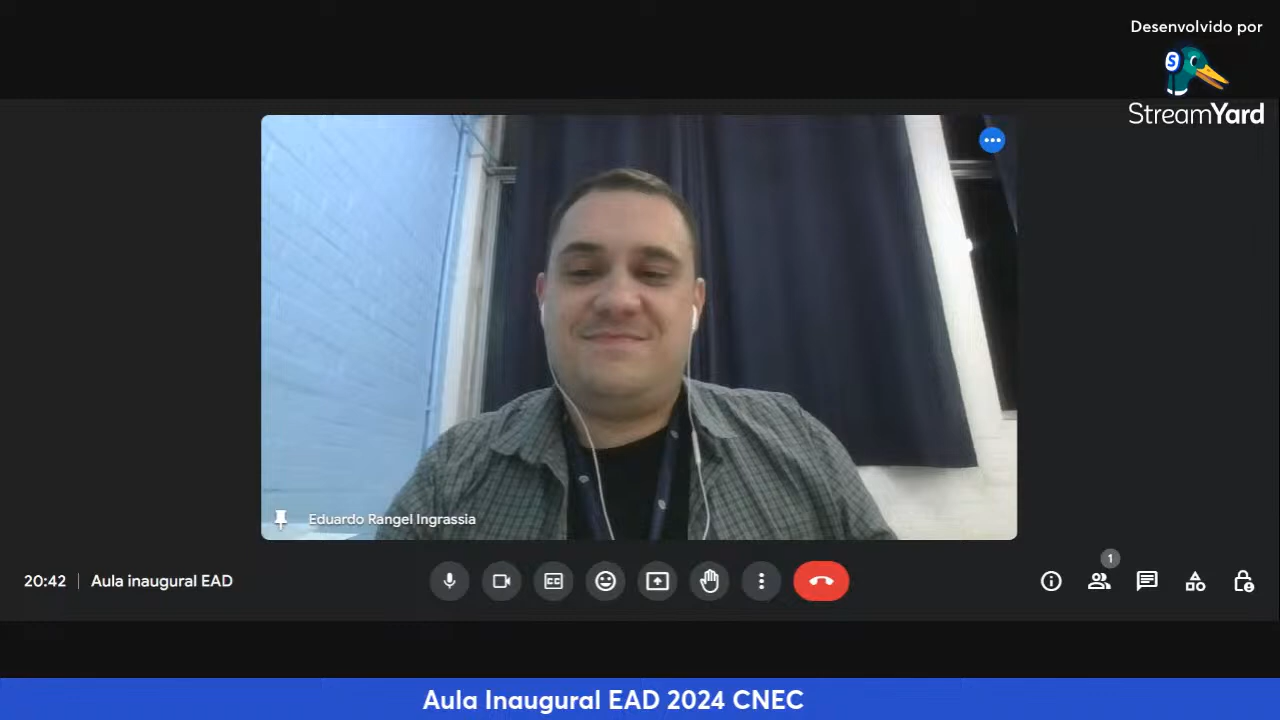 Desenvolvido por
StreamYard
Eduardo Rangel Ingrassia
1
20:42 | Aula inaugural EAD
Aula Inaugural EAD 2024 CNEC